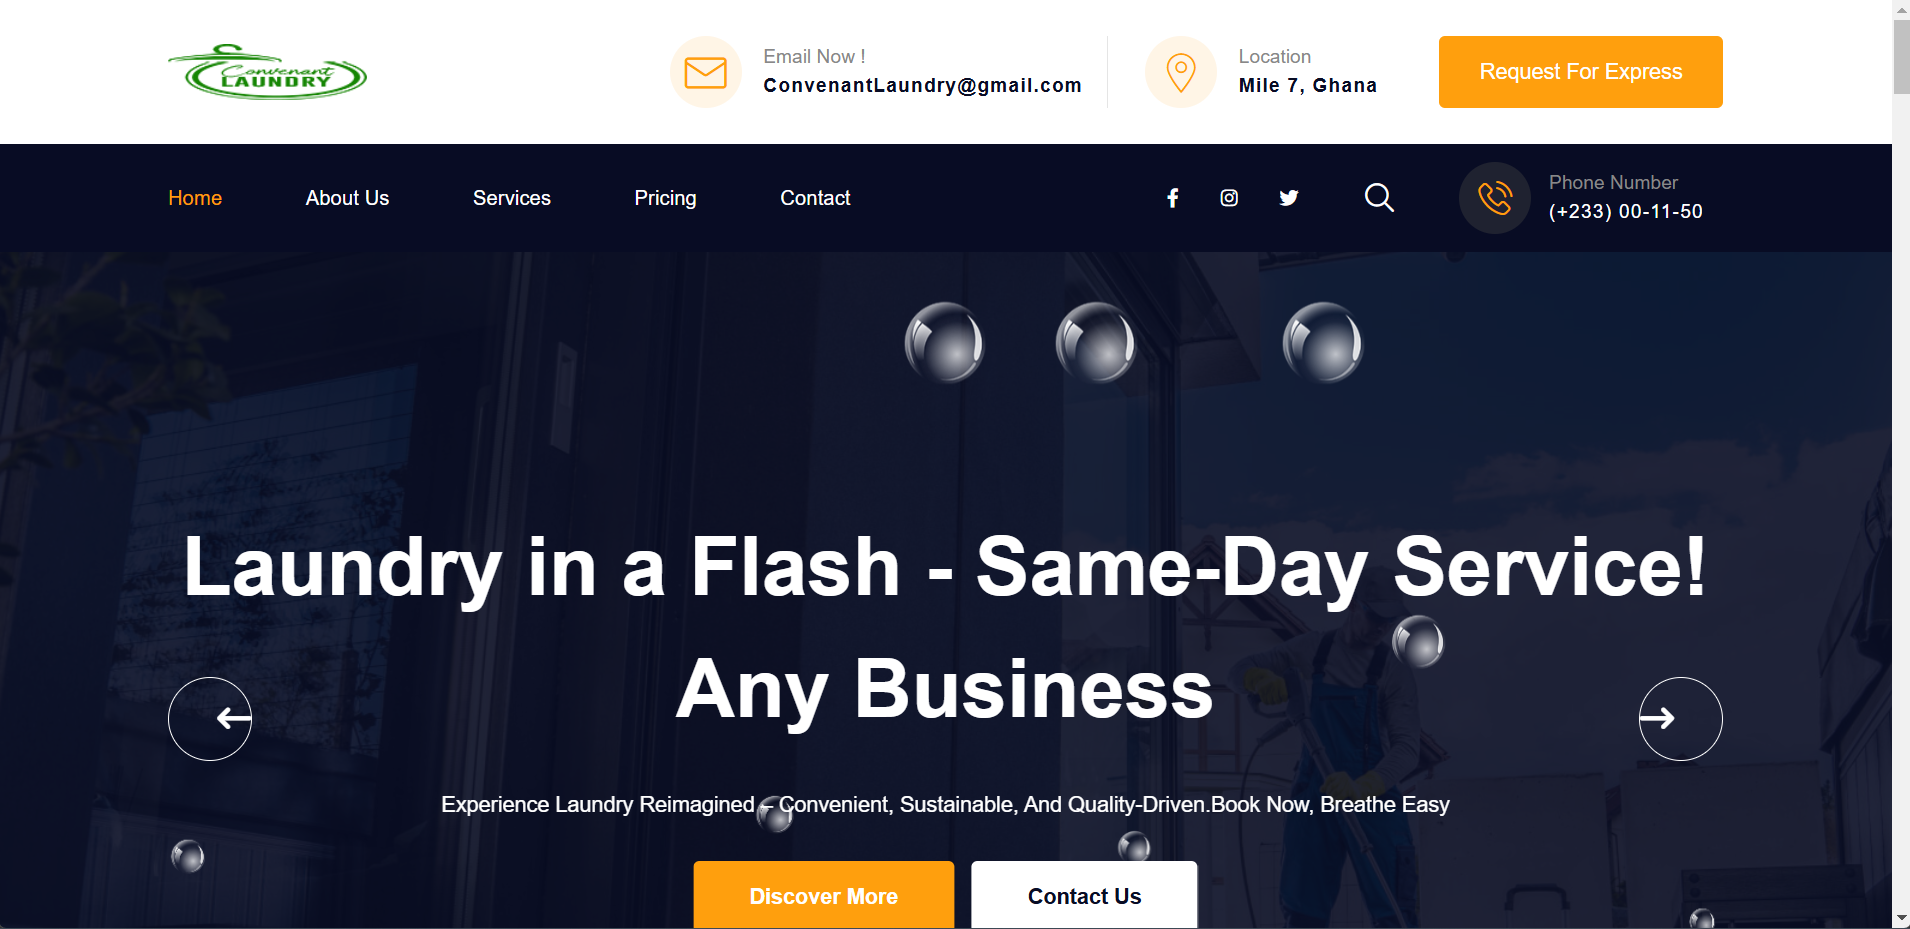 Convenant
LAUNDRY
Email Now !
ConvenantLaundry@gmail.com
Location
Mile 7, Ghana
Request For Express
Home
About Us
Services
Pricing
Contact
Phone Number
(+233) 00-11-50
Laundry in a Flash - Same-Day Service!
Any Business
Experience Laundry Reimagined – Convenient, Sustainable, And Quality-Driven.Book Now, Breathe Easy
Discover More
Contact Us